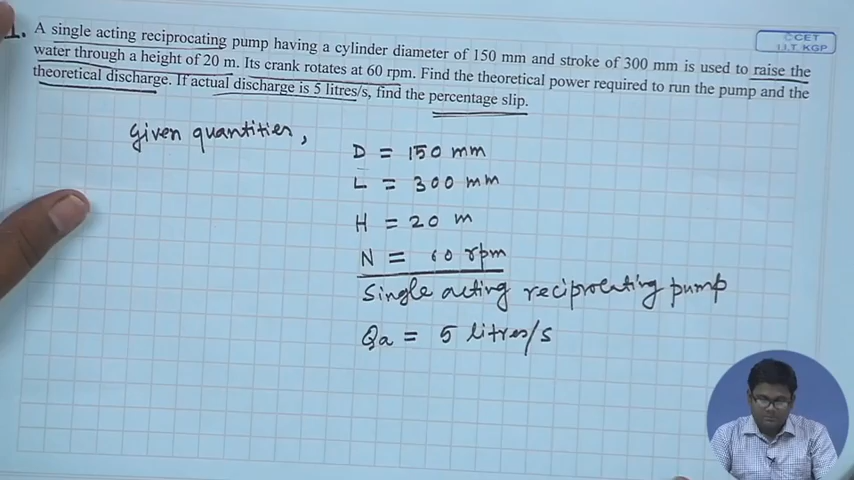 1. A single acting reciprocating pump having a cylinder diameter of 150 mm and stroke of 300 mm is used to raise the
water through a height of 20 m. Its crank rotates at 60 rpm. Find the theoretical power required to run the pump and the
theoretical discharge. If actual discharge is 5 litres/s, find the percentage slip.
©CET
I.I.T. KGP
Given quantities,
D = 150 mm
L = 300 mm
H = 20 m
N = 60 rpm
Single acting reciprocating pump
Qa = 5 litres/s